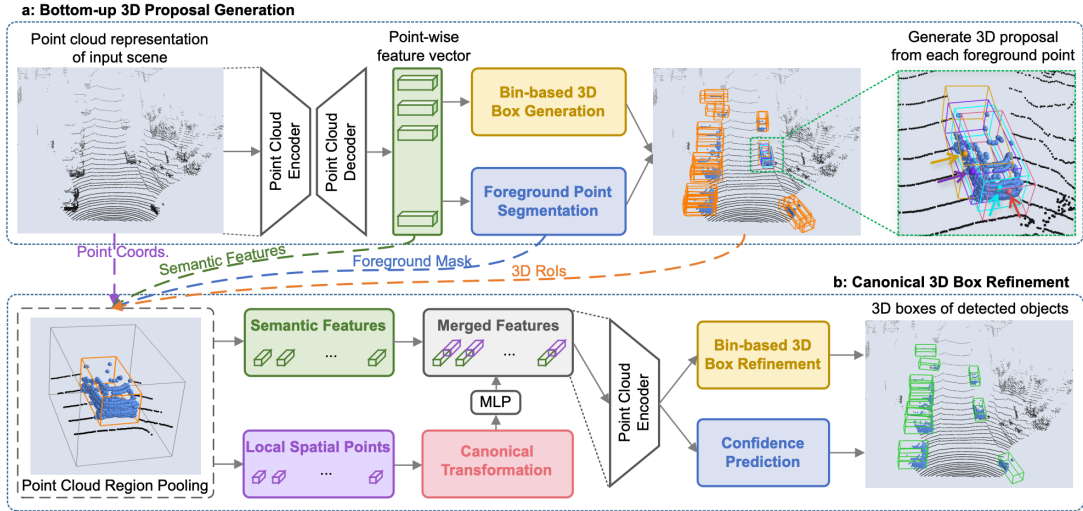 a: Bottom-up 3D Proposal Generation
Point cloud representation
of input scene
Point-wise
feature vector
Generate 3D proposal
from each foreground point
Point Cloud
Encoder
Point Cloud
Decoder
Bin-based 3D
Box Generation
Foreground Point
Segmentation
Point Coords.
Semantic Features
Foreground Mask
3D RoIs
b: Canonical 3D Box Refinement
Semantic Features
...
Merged Features
...
MLP
Local Spatial Points
...
Canonical
Transformation
Point Cloud
Encoder
Bin-based 3D
Box Refinement
Confidence
Prediction
3D boxes of detected objects
Point Cloud Region Pooling